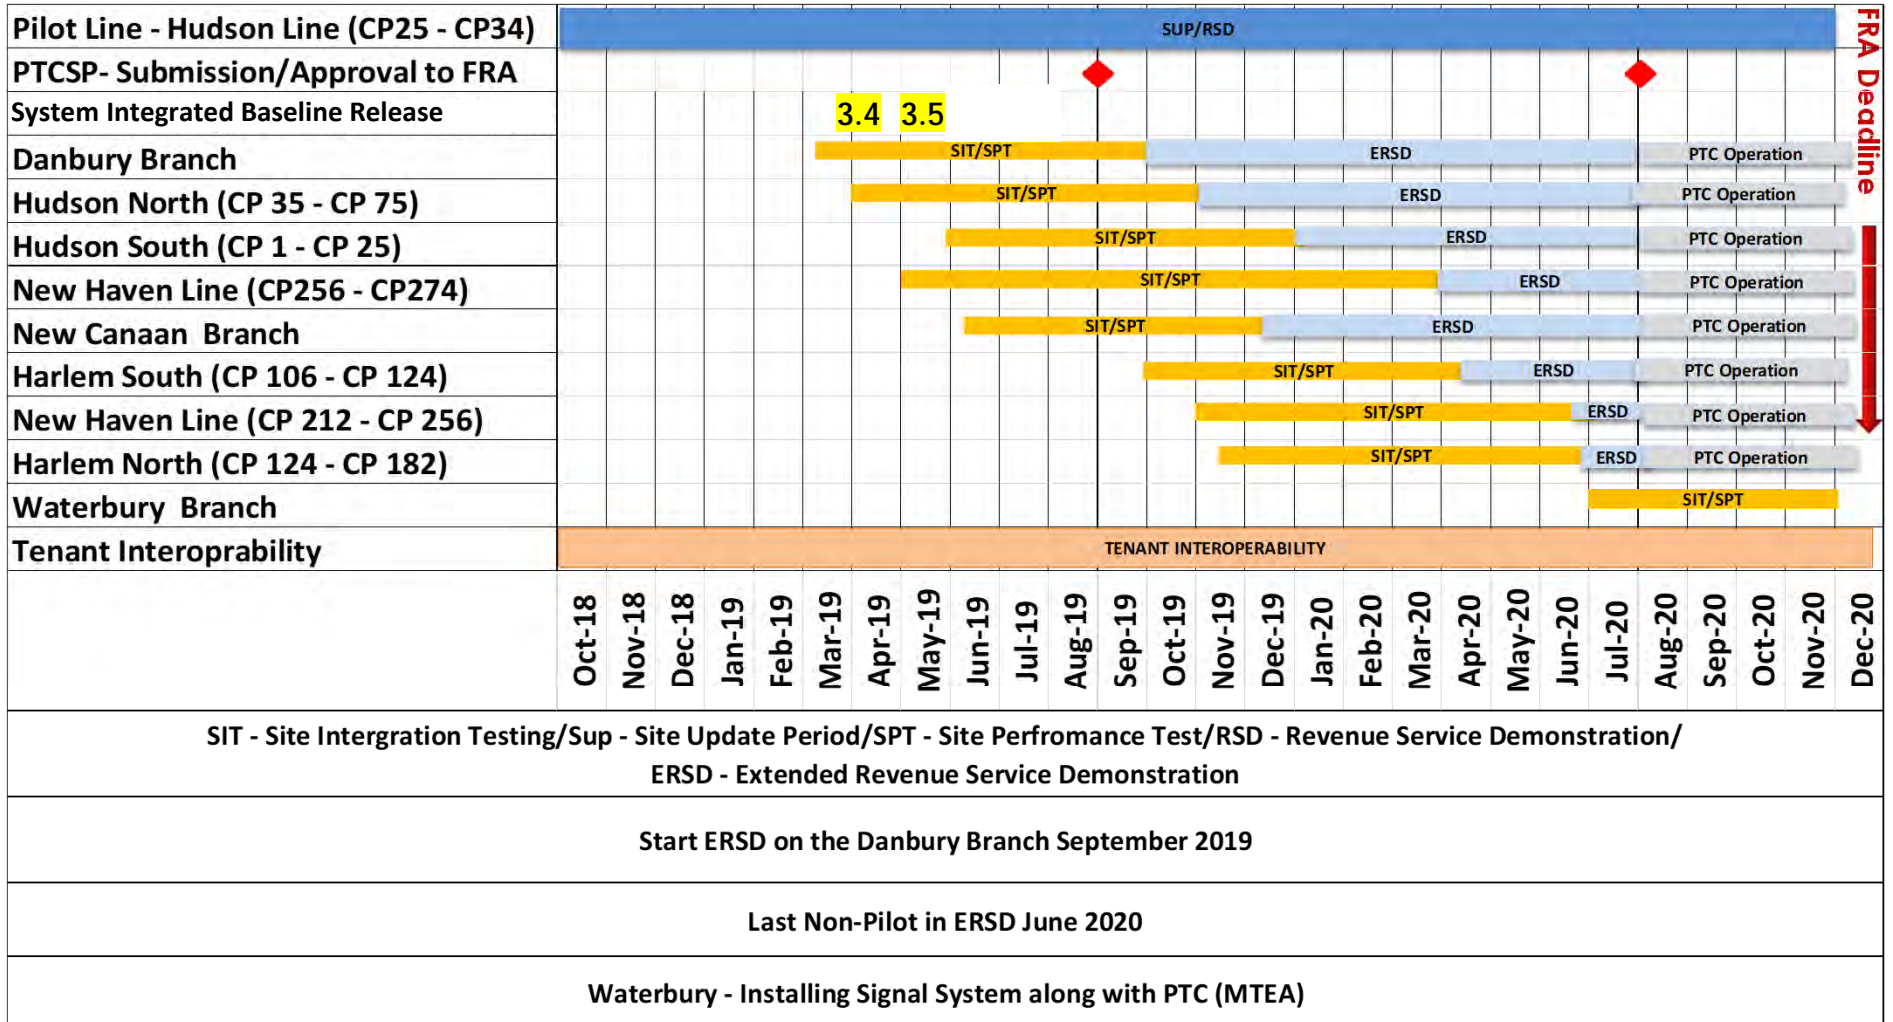 Pilot Line - Hudson Line (CP25 - CP34)
SUP/RSD
FRA Deadline
PTCSP- Submission/Approval to FRA
System Integrated Baseline Release
3.4 3.5
Danbury Branch
SIT/SPT ERSD PTC Operation
Hudson North (CP 35 - CP 75)
SIT/SPT ERSD PTC Operation
Hudson South (CP 1 - CP 25)
SIT/SPT ERSD PTC Operation
New Haven Line (CP256 - CP274)
SIT/SPT ERSD PTC Operation
New Canaan Branch
SIT/SPT ERSD PTC Operation
Harlem South (CP 106 - CP 124)
SIT/SPT ERSD PTC Operation
New Haven Line (CP 212 - CP 256)
SIT/SPT ERSD PTC Operation
Harlem North (CP 124 - CP 182)
SIT/SPT ERSD PTC Operation
Waterbury Branch
SIT/SPT
Tenant Interoprability
TENANT INTEROPERABILITY
Oct-18
Nov-18
Dec-18
Jan-19
Feb-19
Mar-19
Apr-19
May-19
Jun-19
Jul-19
Aug-19
Sep-19
Oct-19
Nov-19
Dec-19
Jan-20
Feb-20
Mar-20
Apr-20
May-20
Jun-20
Jul-20
Aug-20
Sep-20
Oct-20
Nov-20
Dec-20
SIT - Site Intergration Testing/Sup - Site Update Period/SPT - Site Perfromance Test/RSD - Revenue Service Demonstration/
ERSD - Extended Revenue Service Demonstration
Start ERSD on the Danbury Branch September 2019
Last Non-Pilot in ERSD June 2020
Waterbury - Installing Signal System along with PTC (MTEA)